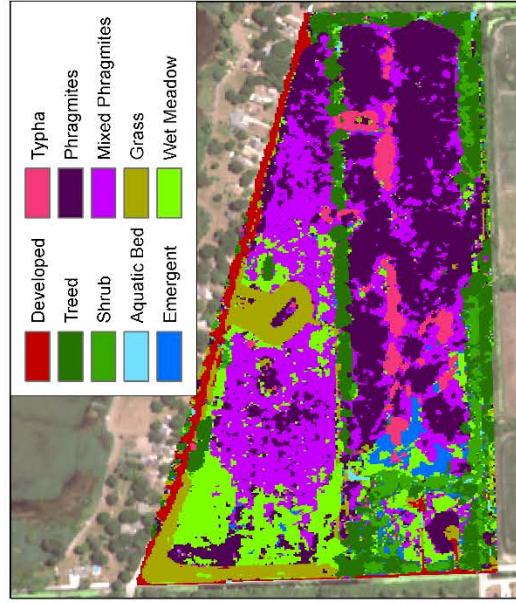 Developed
Treed
Shrub
Aquatic Bed
Emergent
Typha
Phragmites
Mixed Phragmites
Grass
Wet Meadow